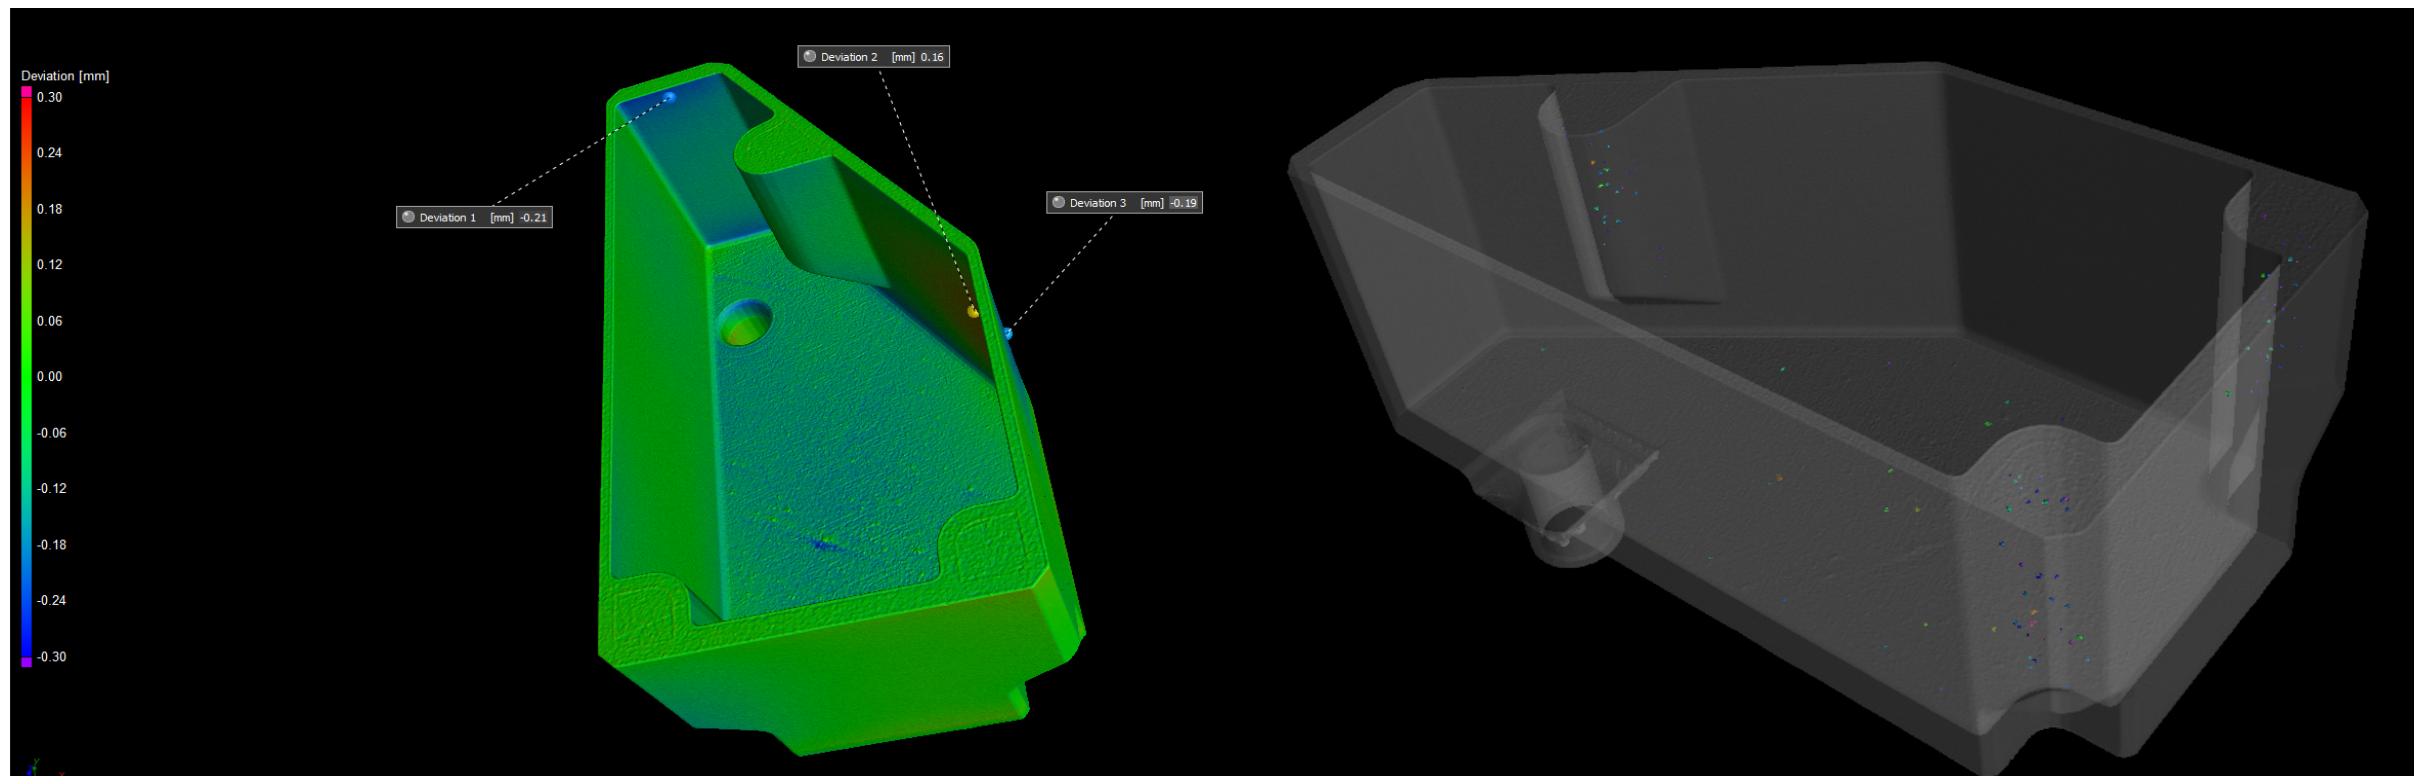 Deviation [mm]
0.30
0.24
0.18
0.12
0.06
0.00
-0.06
-0.12
-0.18
-0.24
-0.30
Deviation 1 [mm] -0.21
Deviation 2 [mm] 0.16
Deviation 3 [mm] -0.19
y
x